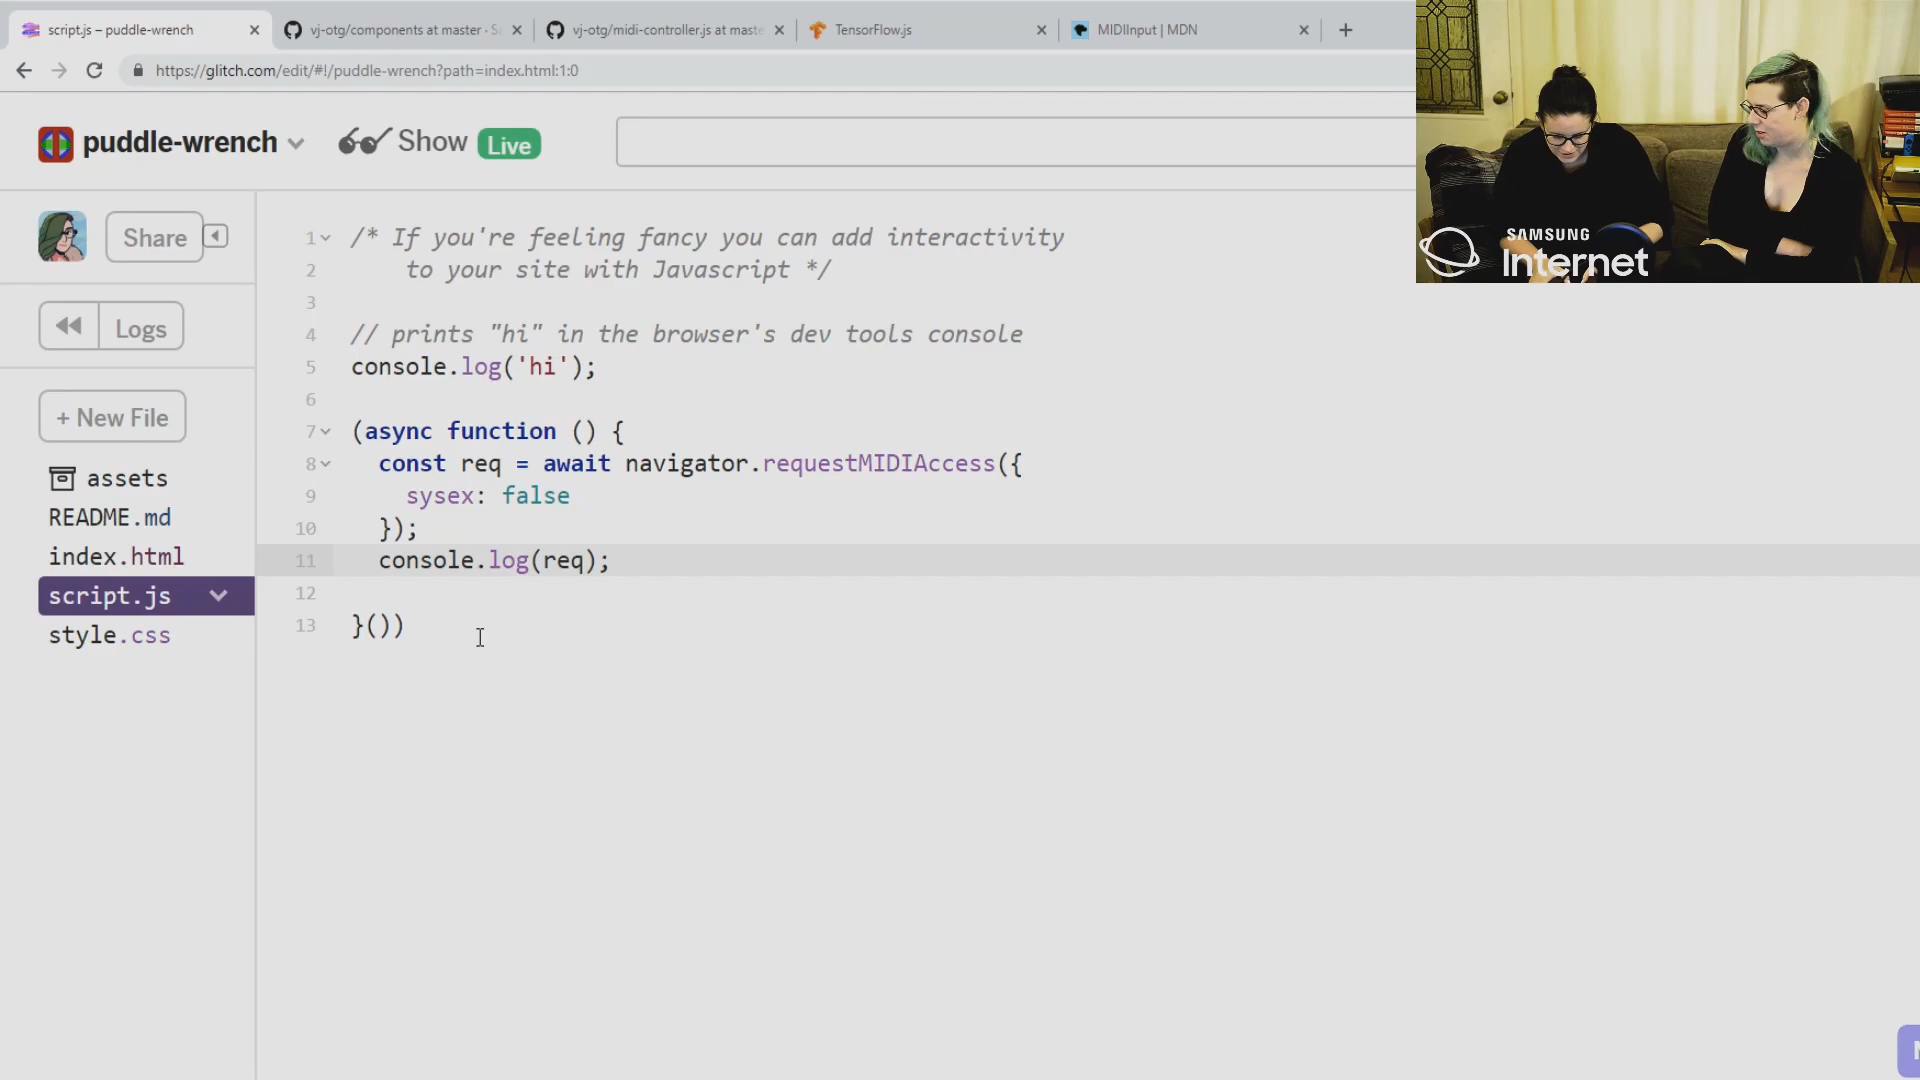 script.js – puddle-wrench
vj-otg/components at master · S
vj-otg/midi-controller.js at maste
TensorFlow.js
MIDIInput | MDN
https://glitch.com/edit/#!/puddle-wrench?path=index.html:1:0
puddle-wrench
Show
Live
Share
Logs
+ New File
assets
README.md
index.html
script.js
style.css
1 /* If you're feeling fancy you can add interactivity
2 to your site with Javascript */
3
4 // prints "hi" in the browser's dev tools console
5 console.log('hi');
6
7 (async function () {
8 const req = await navigator.requestMIDIAccess({
9 sysex: false
10 });
11 console.log(req);
12
13 }())
SAMSUNG
Internet